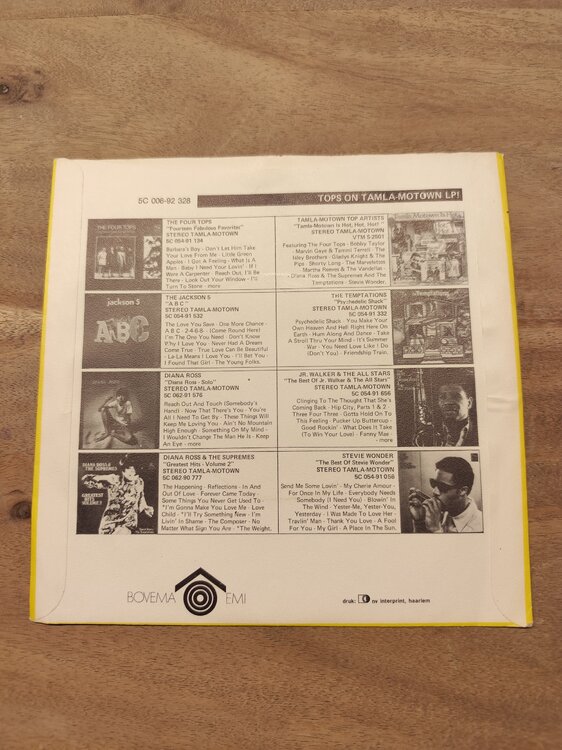 5C 006-92 328
TOPS ON TAMLA-MOTOWN LP!
THE FOUR TOPS
THE FOUR TOPS
"Fourteen Fabulous Favorites"
STEREO TAMLA-MOTOWN
5C 054-91 134
Barbara's Boy - Don't Let Him Take
Your Love From Me - Little Green
Apples - I Got A Feeling - What Is A
Man - Baby I Need Your Lovin' - If I
Were A Carpenter - Reach Out, I'll Be
There - Look Out Your Window - I'll
Turn To Stone - more
TAMLA-MOTOWN TOP ARTISTS
"Tamla-Motown Is Hot, Hot, Hot!"
STEREO TAMLA-MOTOWN
VTM S-2501
Featuring The Four Tops - Bobby Taylor
- Marvin Gaye & Tammi Terrell - The
Isley Brothers - Gladys Knight & The
Pips - Shorty Long - The Marvelettes
- Martha Reeves & The Vandellas -
Diana Ross & The Supremes And The
Temptations - Stevie Wonder.
Tamla Motown Is Hot
jackson 5
ABC
THE JACKSON 5
"A B C"
STEREO TAMLA-MOTOWN
5C 054-91 532
The Love You Save - One More Chance -
A B C - 2-4-6-8 - (Come Round Here)
I'm The One You Need - Don't Know
Why I Love You - Never Had A Dream
Come True - True Love Can Be Beautiful
- La-La Means I Love You - I'll Bet You -
I Found That Girl - The Young Folks.
THE TEMPTATIONS
"Psychedelic Shack"
STEREO TAMLA-MOTOWN
5C 054-91 332
Psychedelic Shack - You Make Your
Own Heaven And Hell Right Here On
Earth - Hum Along And Dance - Take
A Stroll Thru Your Mind - It's Summer
- War - You Need Love Like I Do
(Don't You) - Friendship Train.
DIANA ROSS
"Diana Ross - Solo"
STEREO TAMLA-MOTOWN
5C 062-91 576
Reach Out And Touch (Somebody's
Hand) - Now That There's You - You're
All I Need To Get By - These Things Will
Keep Me Loving You - Ain't No Mountain
High Enough - Something On My Mind -
I Wouldn't Change The Man He Is - Keep
An Eye - more
JR. WALKER & THE ALL STARS
"The Best Of Jr. Walker & The All Stars"
STEREO TAMLA-MOTOWN
5C 054-91 656
Clinging To The Thought That She's
Coming Back - Hip City, Parts 1 & 2 -
Three Four Three - Gotta Hold On To
This Feeling - Pucker Up Buttercup -
Good Rockin' - What Does It Take
(To Win Your Love) - Fanny Mae -
- more
DIANA ROSS &
THE SUPREMES
GREATEST
HITS
VOLUME 2
DIANA ROSS & THE SUPREMES
"Greatest Hits - Volume 2"
STEREO TAMLA-MOTOWN
5C 062-90 777
The Happening - Reflections - In And
Out Of Love - Forever Came Today
Some Things You Never Get Used To -
"I'm Gonna Make You Love Me - Love
Child - "I'll Try Something New - I'm
Livin' In Shame - The Composer - No
Matter What Sign You Are - "The Weight.
STEVIE WONDER
"The Best Of Stevie Wonder"
STEREO TAMLA-MOTOWN
5C 054-91 056
Send Me Some Lovin' - My Cherie Amour -
For Once In My Life - Everybody Needs
Somebody (I Need You) - Blowin' In
The Wind - Yester-Me, Yester-You,
Yesterday - I Was Made To Love Her -
Travlin' Man - Thank You Love - A Fool
For You - My Girl - A Place In The Sun.
BOVEMA EMI
druk: nv interprint, haarlem